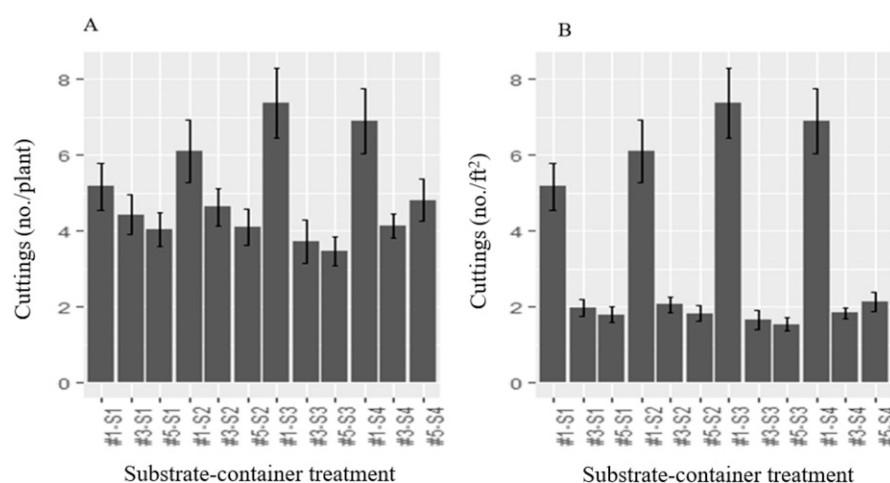 A
Cuttings (no./plant)
8
6
4
2
0
#1-S1
#3-S1
#5-S1
#1-S2
#3-S2
#5-S2
#1-S3
#3-S3
#5-S3
#1-S4
#3-S4
#5-S4
Substrate-container treatment
B
Cuttings (no./ft²)
8
6
4
2
0
#1-S1
#3-S1
#5-S1
#1-S2
#3-S2
#5-S2
#1-S3
#3-S3
#5-S3
#1-S4
#3-S4
#5-S4
Substrate-container treatment